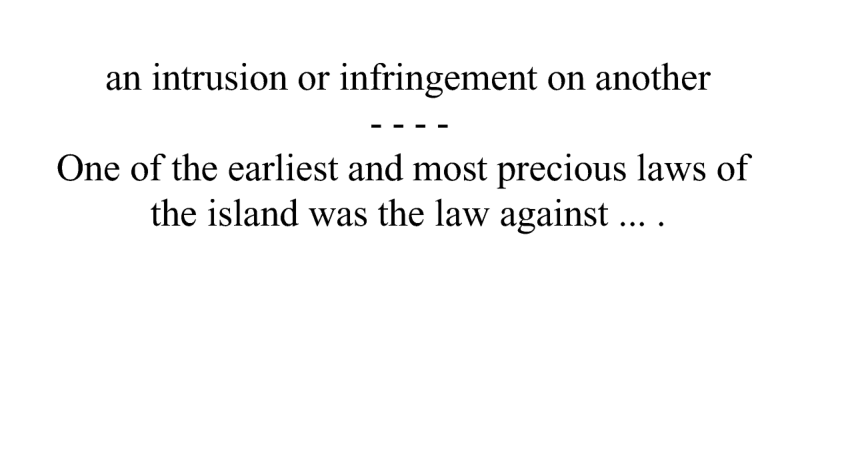 an intrusion or infringement on another
- - - -
One of the earliest and most precious laws of
the island was the law against ... .